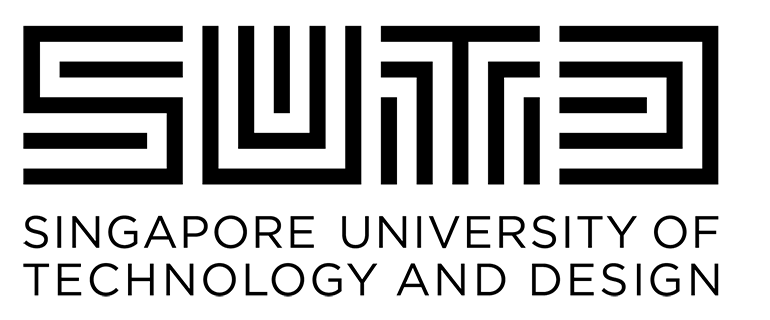 SUTD
SINGAPORE UNIVERSITY OF
TECHNOLOGY AND DESIGN